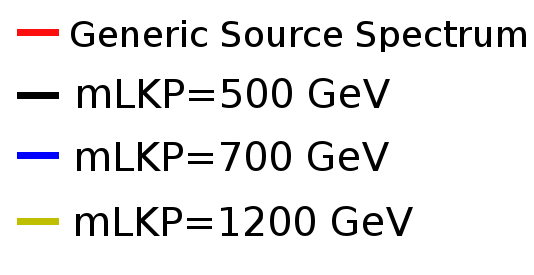 Generic Source Spectrum
mLKP=500 GeV
mLKP=700 GeV
mLKP=1200 GeV